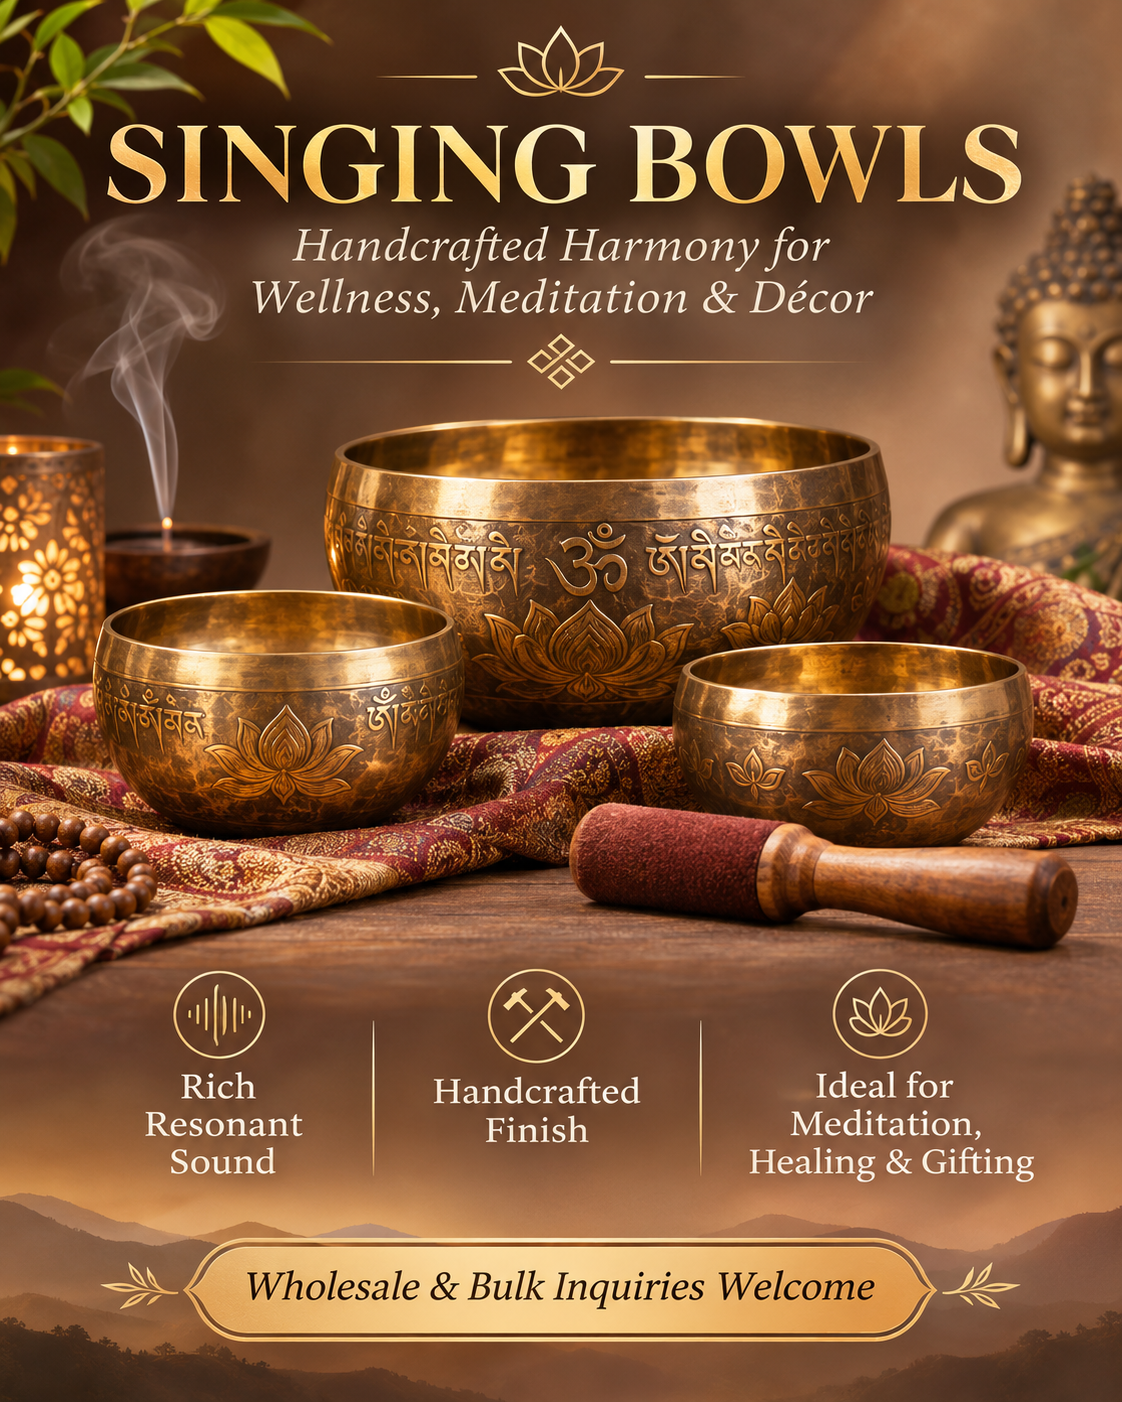 SINGING BOWLS
Handcrafted Harmony for
Wellness, Meditation & Décor
ॐ
Rich
Resonant
Sound
Handcrafted
Finish
Ideal for
Meditation,
Healing & Gifting
Wholesale & Bulk Inquiries Welcome